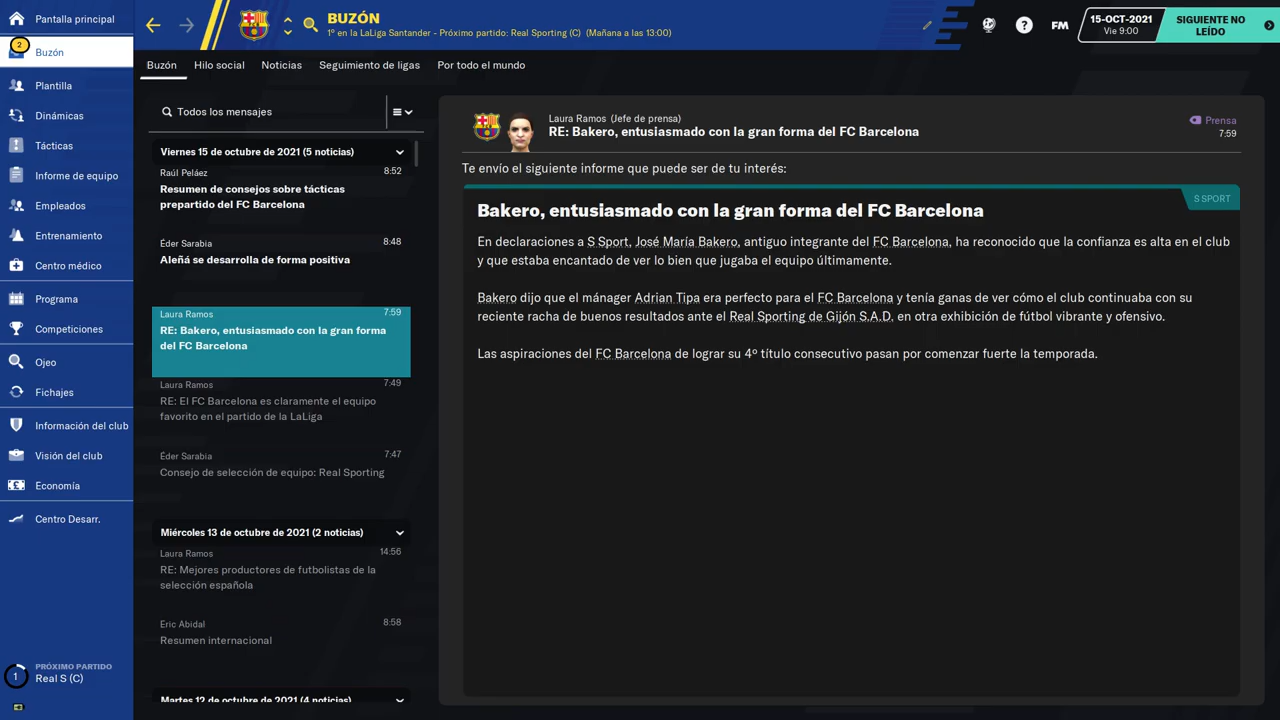 Pantalla principal
2
Buzón
Plantilla
Dinámicas
Tácticas
Informe de equipo
Empleados
Entrenamiento
Centro médico
Programa
Competiciones
Ojeo
Fichajes
Información del club
Visión del club
Economía
Centro Desarr.
1
PRÓXIMO PARTIDO
Real S (C)
BUZÓN
1º en la LaLiga Santander - Próximo partido: Real Sporting (C) (Mañana a las 13:00)
FM
15-OCT-2021
Vie 9:00
SIGUIENTE NO
LEÍDO
Buzón Hilo social Noticias Seguimiento de ligas Por todo el mundo
Todos los mensajes
Viernes 15 de octubre de 2021 (5 noticias)
Raúl Peláez 8:52
Resumen de consejos sobre tácticas
prepartido del FC Barcelona
Éder Sarabia 8:48
Aleñá se desarrolla de forma positiva
Laura Ramos 7:59
RE: Bakero, entusiasmado con la gran forma
del FC Barcelona
Laura Ramos 7:49
RE: El FC Barcelona es claramente el equipo
favorito en el partido de la LaLiga
Éder Sarabia 7:47
Consejo de selección de equipo: Real Sporting
Miércoles 13 de octubre de 2021 (2 noticias)
Laura Ramos 14:56
RE: Mejores productores de futbolistas de la
selección española
Eric Abidal 8:58
Resumen internacional
Martes 12 de octubre de 2021 (4 noticias)
Laura Ramos (Jefe de prensa)
RE: Bakero, entusiasmado con la gran forma del FC Barcelona
Prensa
7:59
Te envío el siguiente informe que puede ser de tu interés:
S SPORT
Bakero, entusiasmado con la gran forma del FC Barcelona
En declaraciones a S Sport, José María Bakero, antiguo integrante del FC Barcelona, ha reconocido que la confianza es alta en el club
y que estaba encantado de ver lo bien que jugaba el equipo últimamente.
Bakero dijo que el mánager Adrian Tipa era perfecto para el FC Barcelona y tenía ganas de ver cómo el club continuaba con su
reciente racha de buenos resultados ante el Real Sporting de Gijón S.A.D. en otra exhibición de fútbol vibrante y ofensivo.
Las aspiraciones del FC Barcelona de lograr su 4º título consecutivo pasan por comenzar fuerte la temporada.